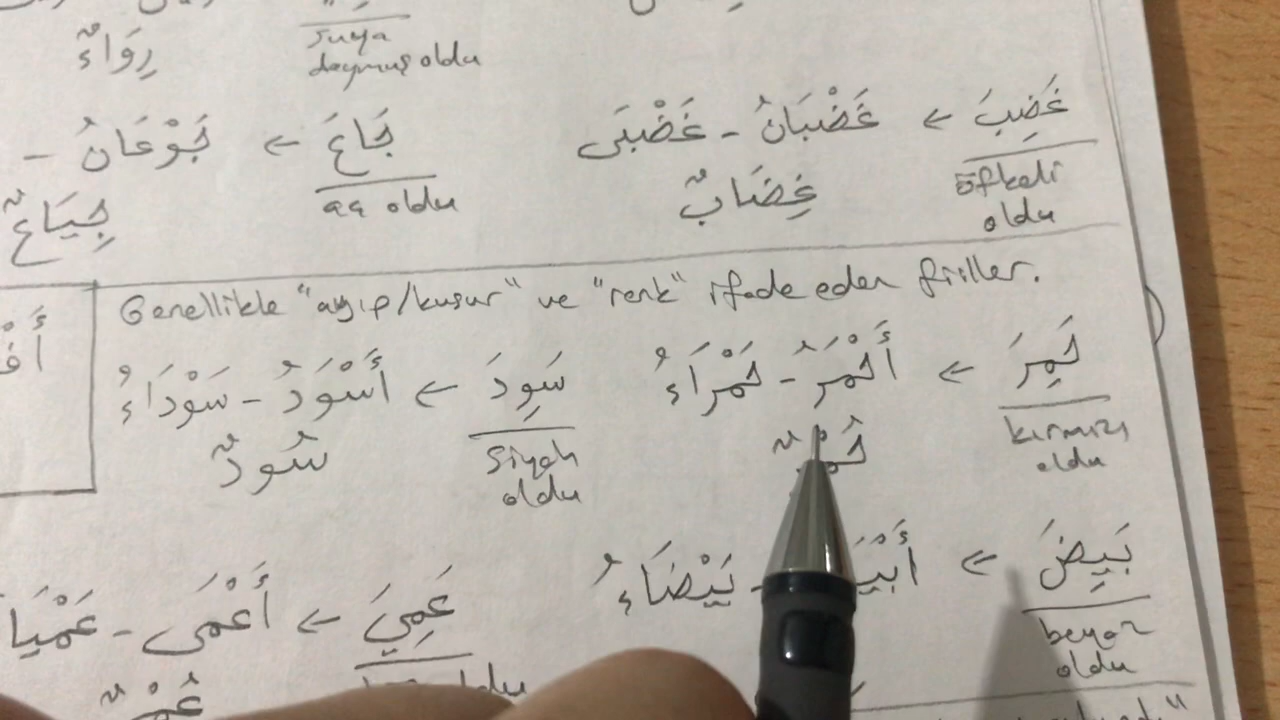 رِوَاءٌ
suya
doymuş oldu
غَضِبَ ← غَضْبَانُ - غَضْبَى
öfkeli
oldu
غِضَابٌ
جَاعَ ← جَوْعَانُ -
aç oldu
جِيَاعٌ
Genellikle "ayıp/kusur" ve "renk" ifade eden fiiller.
حَمِرَ ← أَحْمَرُ - حَمْرَاءُ
kırmızı
oldu
سَوِدَ ← أَسْوَدُ - سَوْدَاءُ
siyah
oldu
سُودٌ
بَيِضَ ←
بَيْضَاءُ
beyaz
oldu
عَمِيَ ← أَعْمَى -